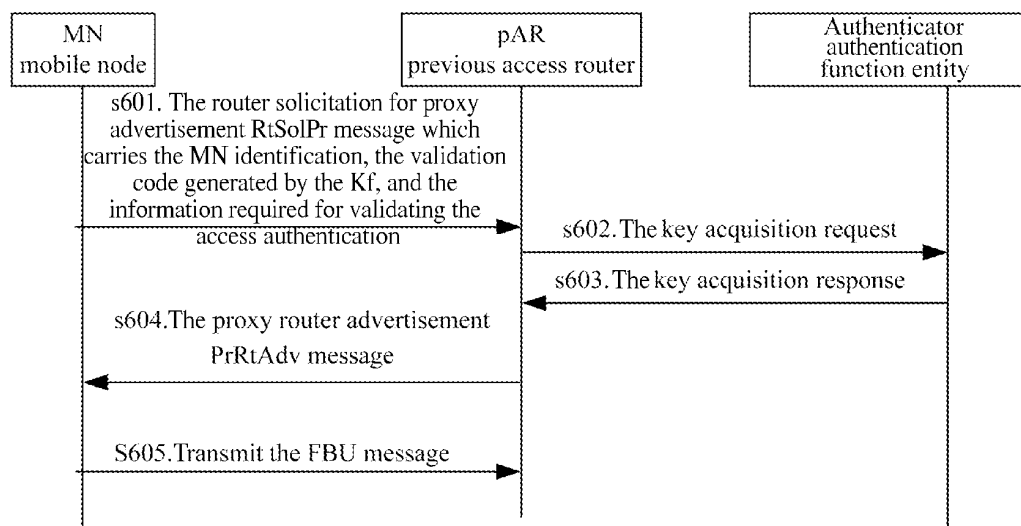 MN
mobile node
pAR
previous access router
Authenticator
authentication
function entity
s601. The router solicitation for proxy
advertisement RtSolPr message which
carries the MN identification, the validation
code generated by the Kf, and the
information required for validating the
access authentication
s602.The key acquisition request
s603.The key acquisition response
s604.The proxy router advertisement
PrRtAdv message
S605.Transmit the FBU message